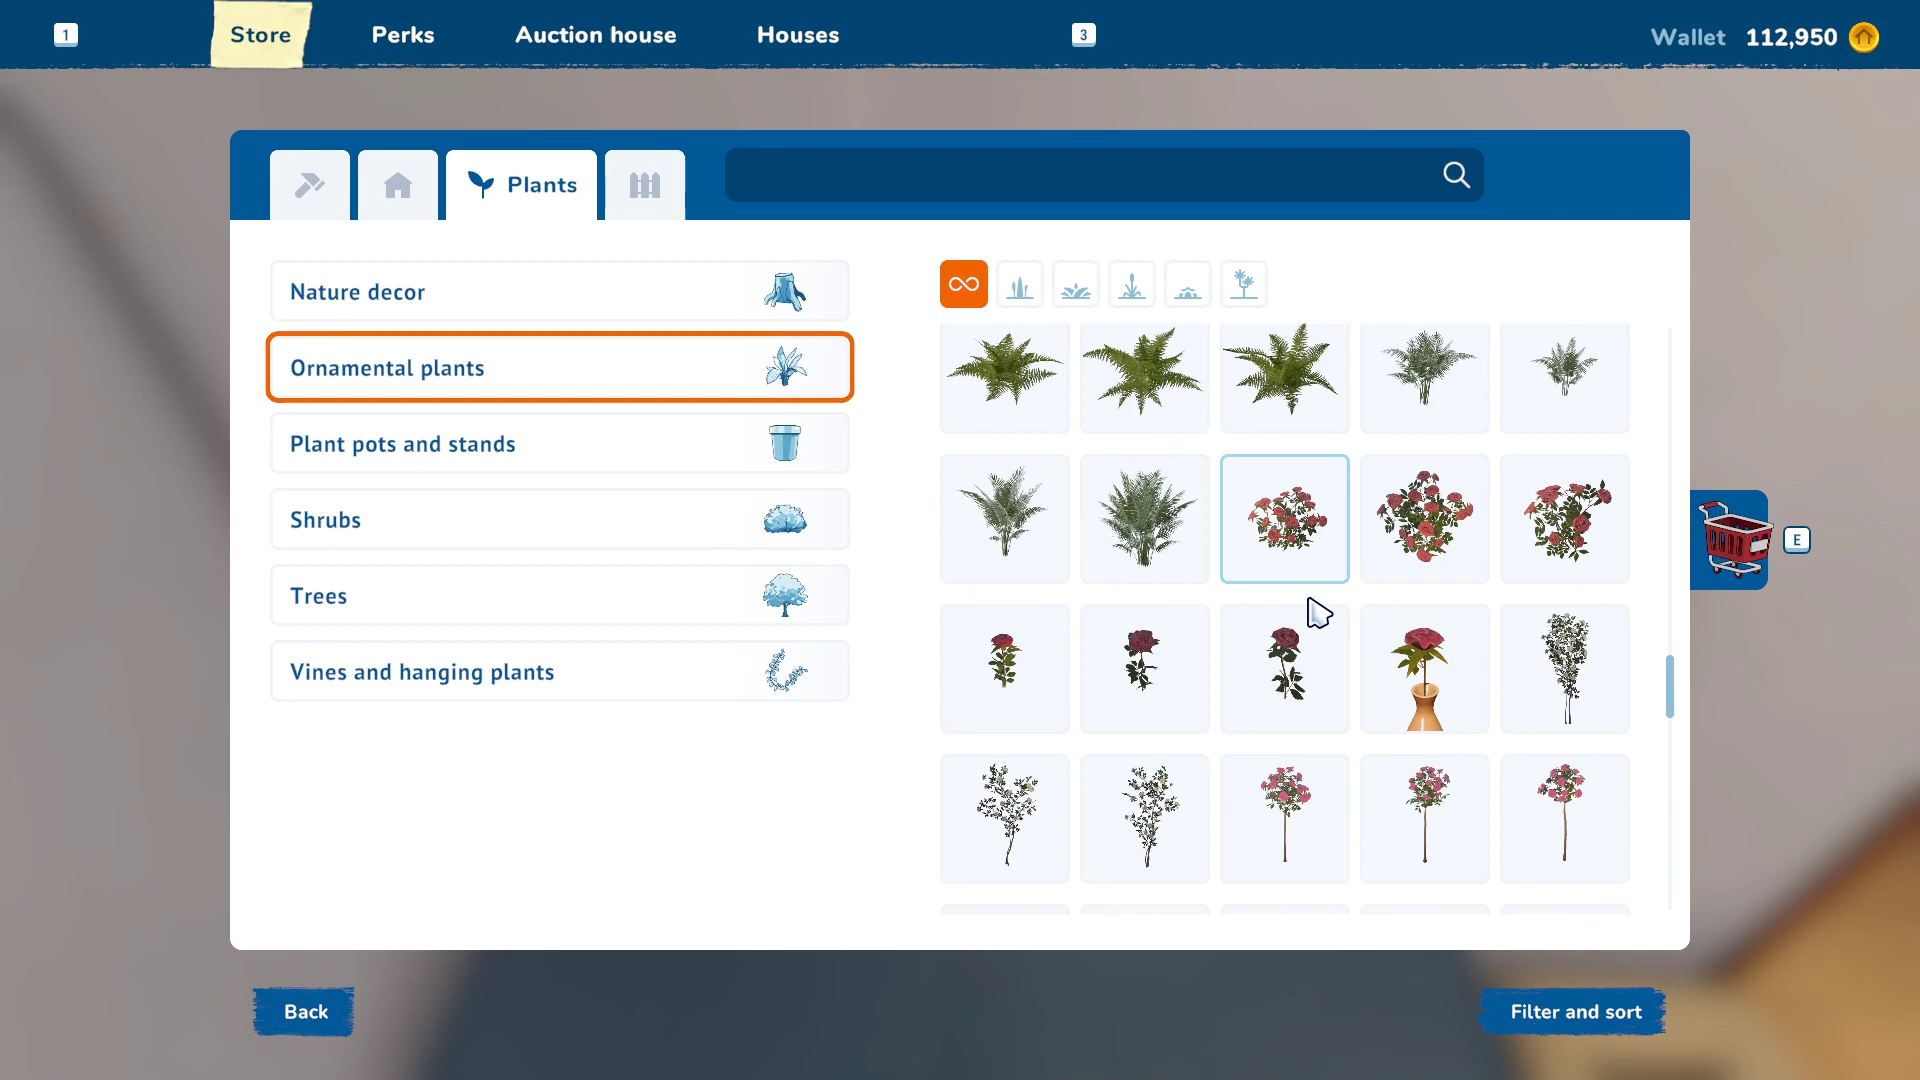 1
Store
Perks
Auction house
Houses
3
Wallet 112,950
Plants
Nature decor
Ornamental plants
Plant pots and stands
Shrubs
Trees
Vines and hanging plants
E
Back
Filter and sort